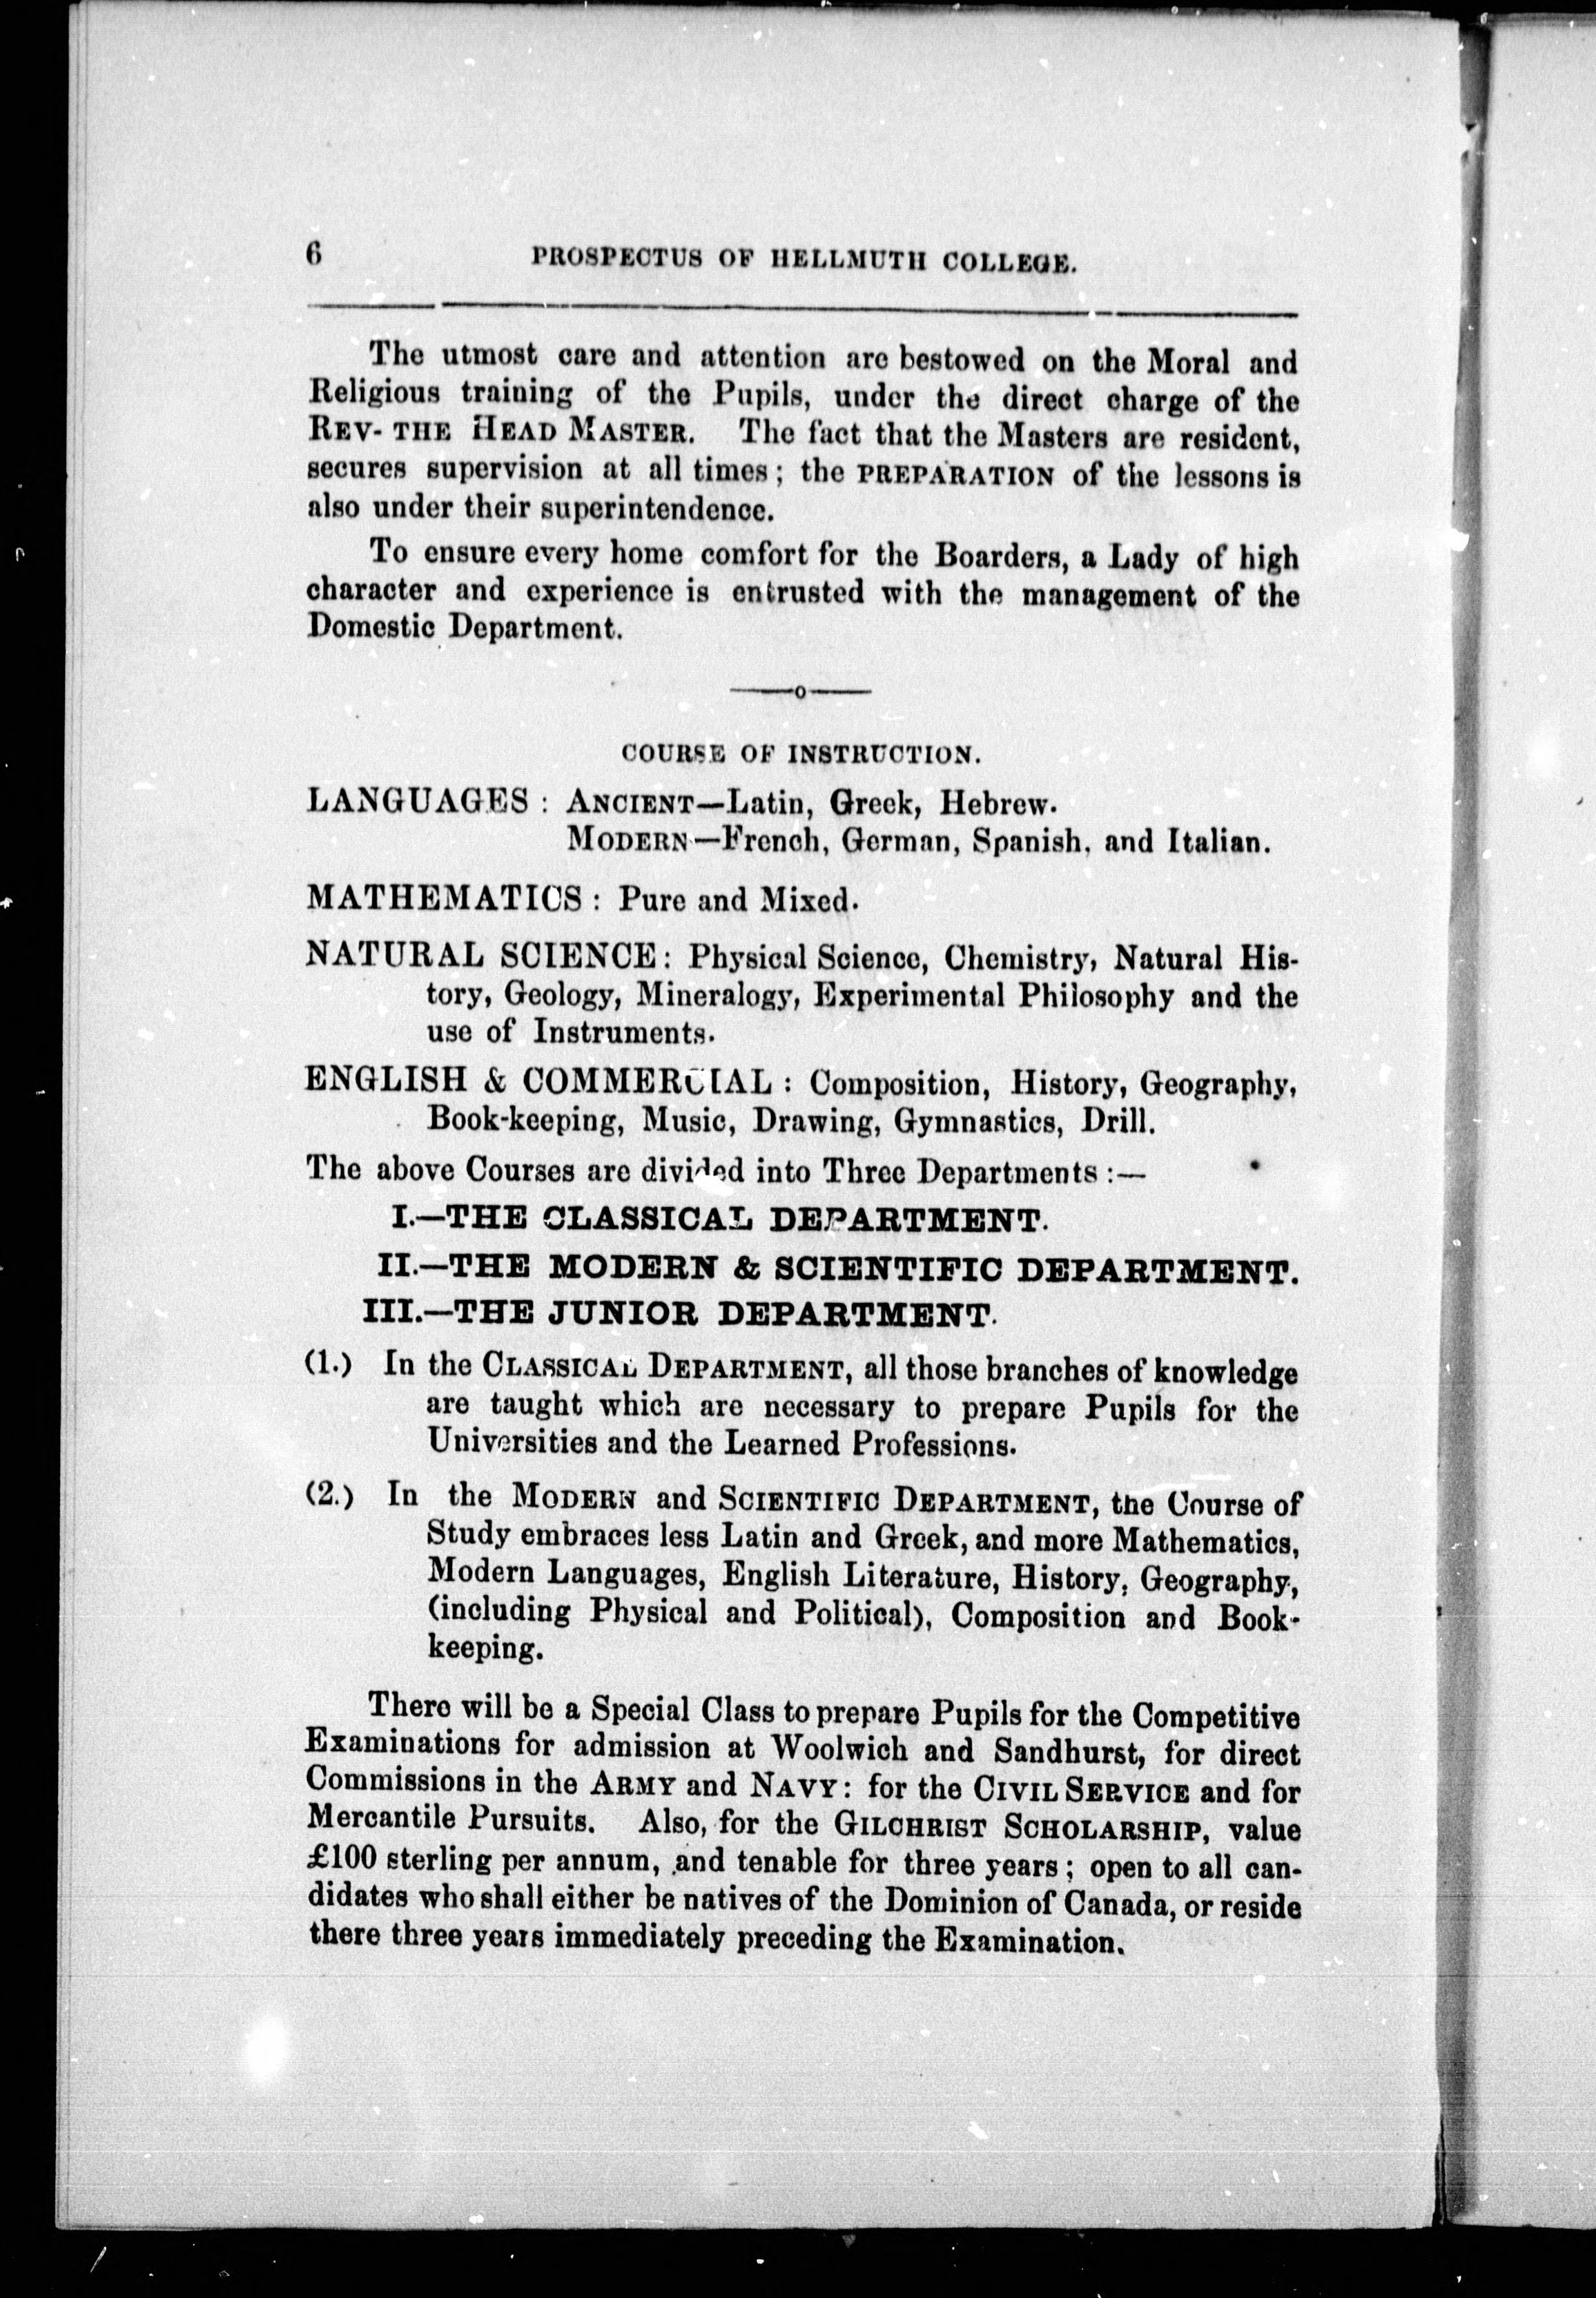 6 PROSPECTUS OF HELLMUTH COLLEGE.
The utmost care and attention are bestowed on the Moral and
Religious training of the Pupils, under the direct charge of the
REV- THE HEAD MASTER. The fact that the Masters are resident,
secures supervision at all times; the PREPARATION of the lessons is
also under their superintendence.
To ensure every home comfort for the Boarders, a Lady of high
character and experience is entrusted with the management of the
Domestic Department.
——o——
COURSE OF INSTRUCTION.
LANGUAGES : ANCIENT—Latin, Greek, Hebrew.
MODERN—French, German, Spanish, and Italian.
MATHEMATICS : Pure and Mixed.
NATURAL SCIENCE: Physical Science, Chemistry, Natural His-
tory, Geology, Mineralogy, Experimental Philosophy and the
use of Instruments.
ENGLISH & COMMERCIAL : Composition, History, Geography,
Book-keeping, Music, Drawing, Gymnastics, Drill.
The above Courses are divided into Three Departments :—
I.—THE CLASSICAL DEPARTMENT.
II.—THE MODERN & SCIENTIFIC DEPARTMENT.
III.—THE JUNIOR DEPARTMENT.
(1.) In the CLASSICAL DEPARTMENT, all those branches of knowledge
are taught which are necessary to prepare Pupils for the
Universities and the Learned Professions.
(2.) In the MODERN and SCIENTIFIC DEPARTMENT, the Course of
Study embraces less Latin and Greek, and more Mathematics,
Modern Languages, English Literature, History, Geography,
(including Physical and Political), Composition and Book-
keeping.
There will be a Special Class to prepare Pupils for the Competitive
Examinations for admission at Woolwich and Sandhurst, for direct
Commissions in the ARMY and NAVY: for the CIVIL SERVICE and for
Mercantile Pursuits. Also, for the GILCHRIST SCHOLARSHIP, value
£100 sterling per annum, and tenable for three years; open to all can-
didates who shall either be natives of the Dominion of Canada, or reside
there three years immediately preceding the Examination.